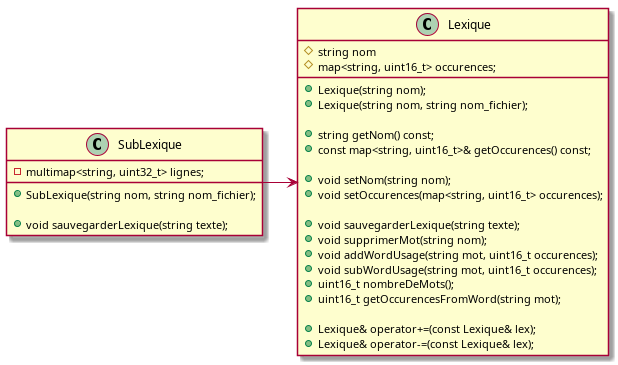 C Lexique
string nom
map<string, uint16_t> occurences;
Lexique(string nom);
Lexique(string nom, string nom_fichier);
string getNom() const;
const map<string, uint16_t>& getOccurences() const;
void setNom(string nom);
void setOccurences(map<string, uint16_t> occurences);
void sauvegarderLexique(string texte);
void supprimerMot(string nom);
void addWordUsage(string mot, uint16_t occurences);
void subWordUsage(string mot, uint16_t occurences);
uint16_t nombreDeMots();
uint16_t getOccurencesFromWord(string mot);
Lexique& operator+=(const Lexique& lex);
Lexique& operator-=(const Lexique& lex);
C SubLexique
multimap<string, uint32_t> lignes;
SubLexique(string nom, string nom_fichier);
void sauvegarderLexique(string texte);